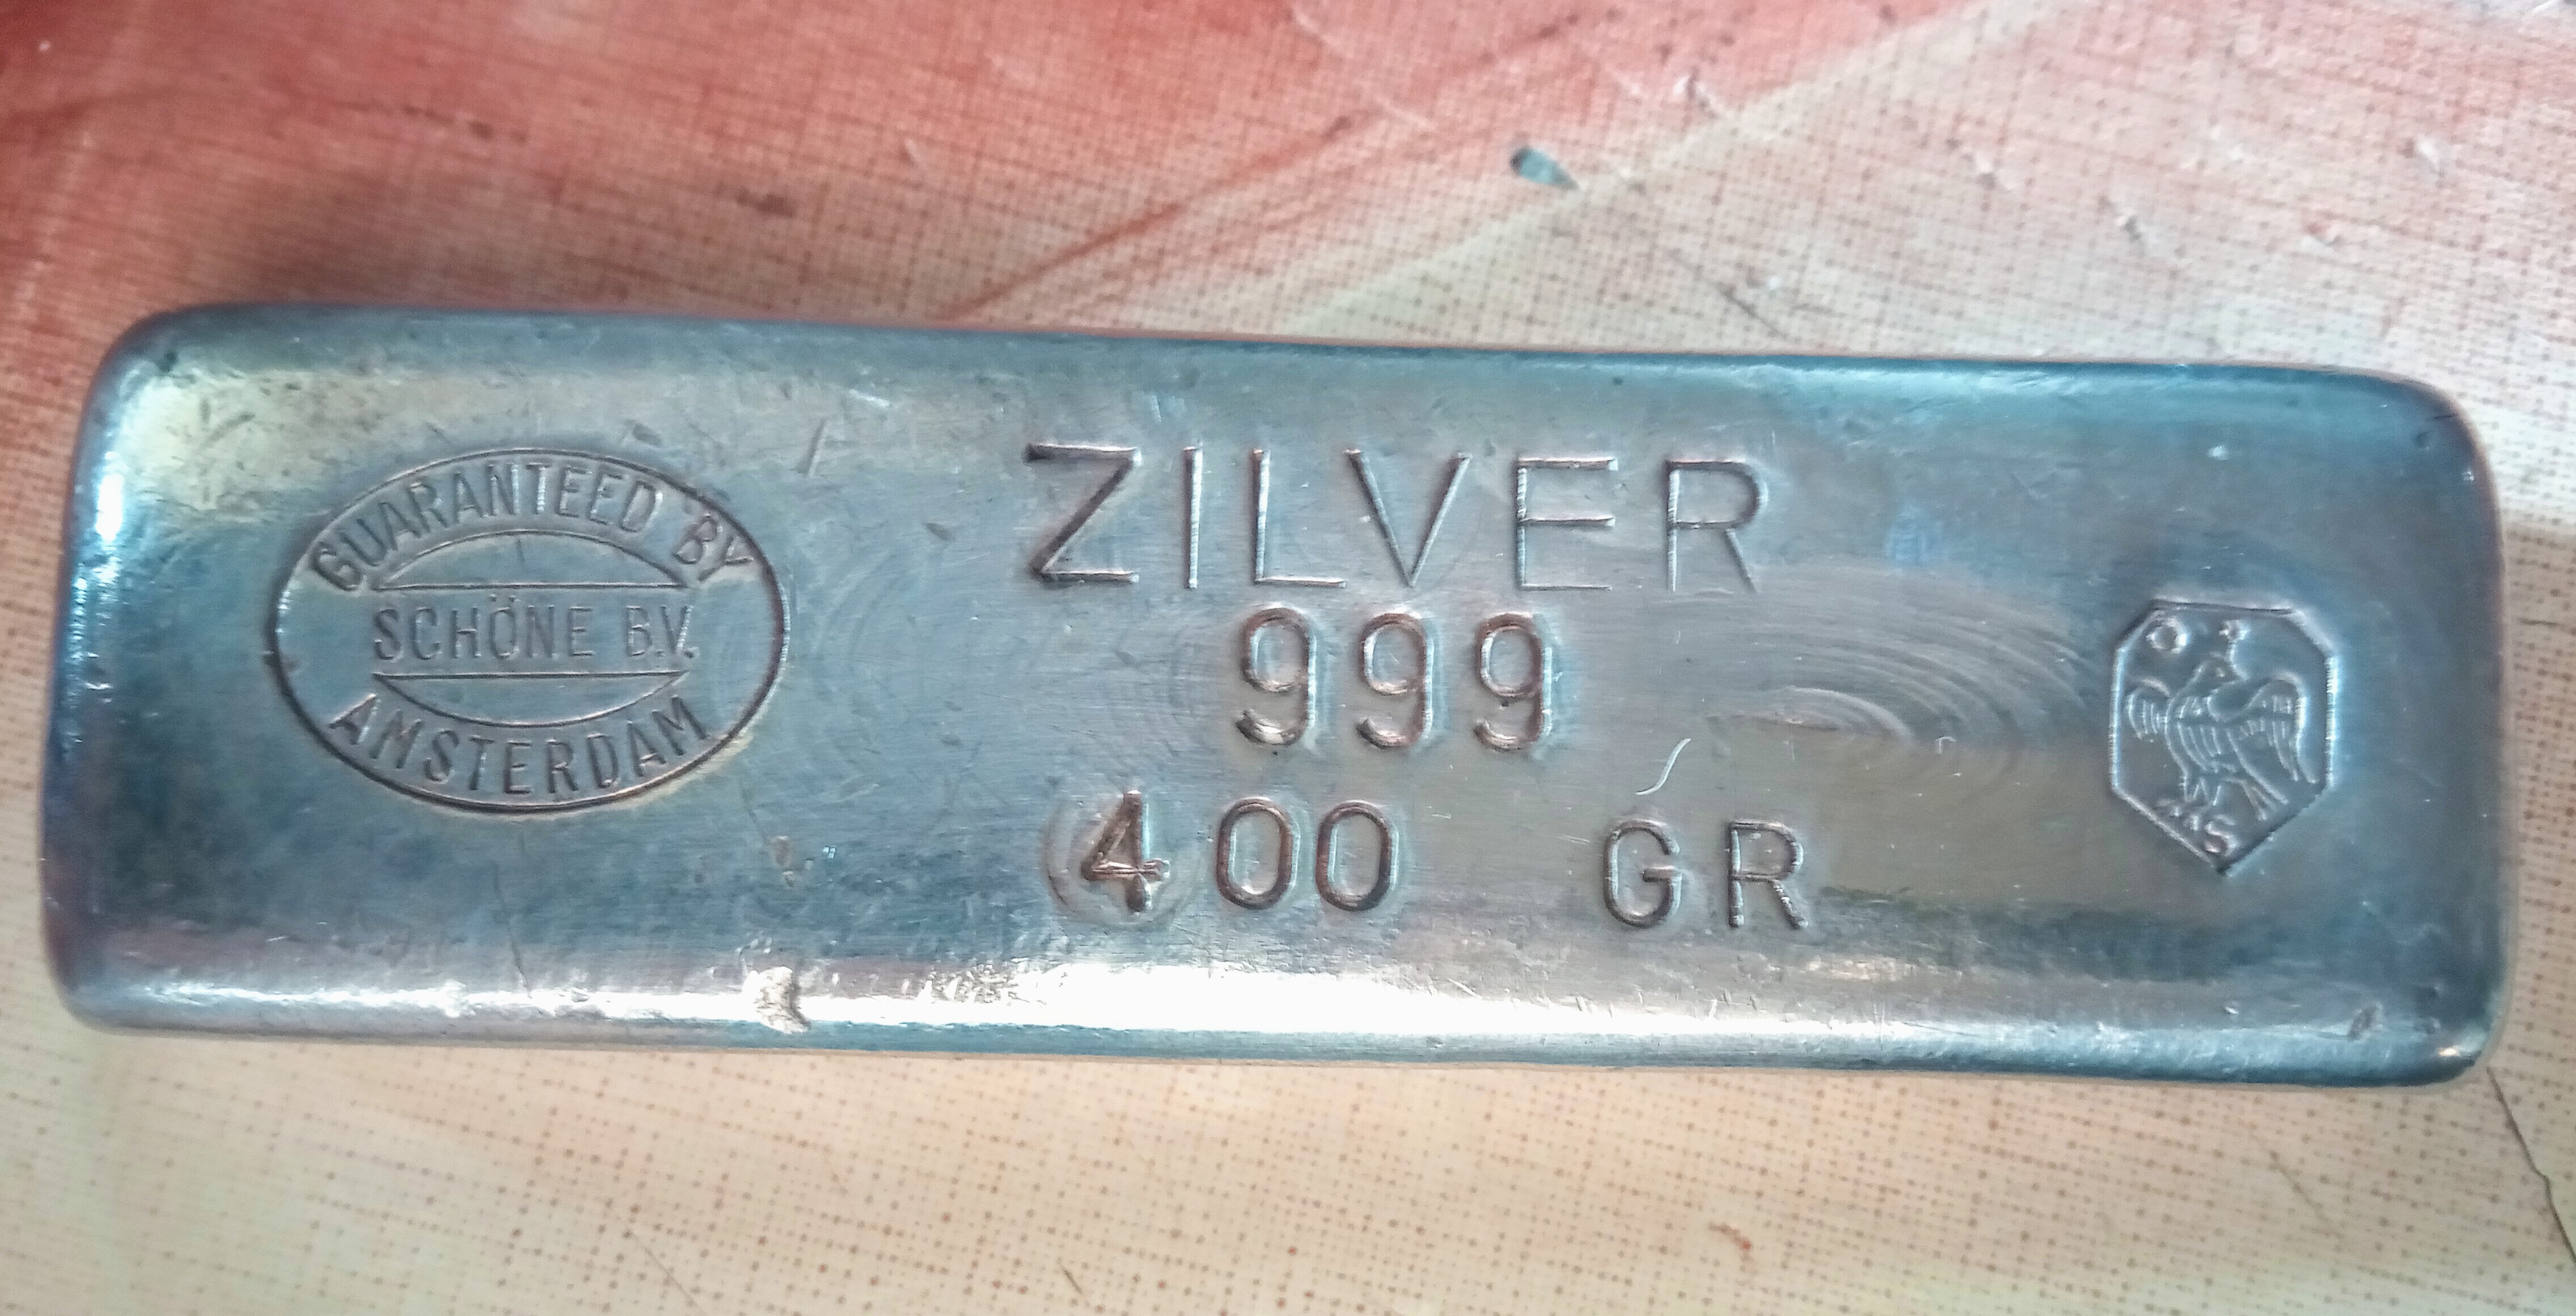 GUARANTEED BY
SCHÖNE B.V.
AMSTERDAM
ZILVER
999
400 GR